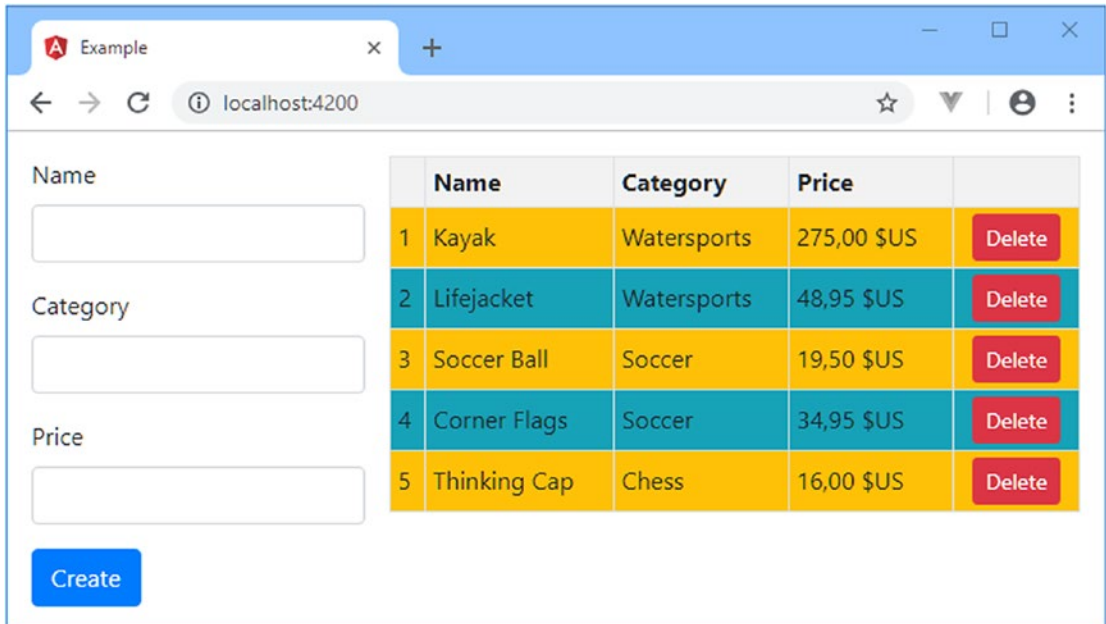 Example
localhost:4200
Name
Category
Price
Create
Name Category Price
1 Kayak Watersports 275,00 $US Delete
2 Lifejacket Watersports 48,95 $US Delete
3 Soccer Ball Soccer 19,50 $US Delete
4 Corner Flags Soccer 34,95 $US Delete
5 Thinking Cap Chess 16,00 $US Delete